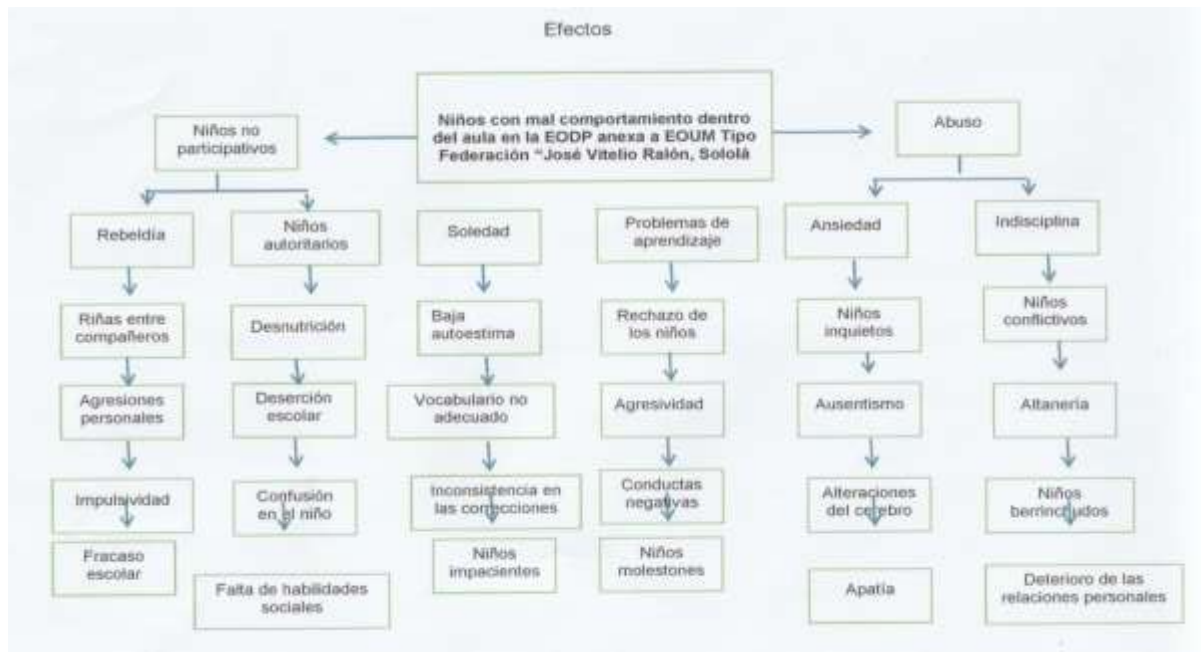 Efectos
Niños con mal comportamiento dentro
del aula en la EODP anexa a EOUM Tipo
Federación "José Vitelio Ralón, Sololá
Niños no
participativos
Abuso
Rebeldía
Niños
autoritarios
Soledad
Problemas de
aprendizaje
Ansiedad
Indisciplina
Riñas entre
compañeros
Desnutrición
Baja
autoestima
Rechazo de
los niños
Niños
inquietos
Niños
conflictivos
Agresiones
personales
Deserción
escolar
Vocabulario no
adecuado
Agresividad
Ausentismo
Altanería
Impulsividad
Confusión
en el niño
Inconsistencia en
las correcciones
Conductas
negativas
Alteraciones
del cerebro
Niños
berrinchudos
Fracaso
escolar
Falta de habilidades
sociales
Niños
impacientes
Niños
molestones
Apatía
Deterioro de las
relaciones personales